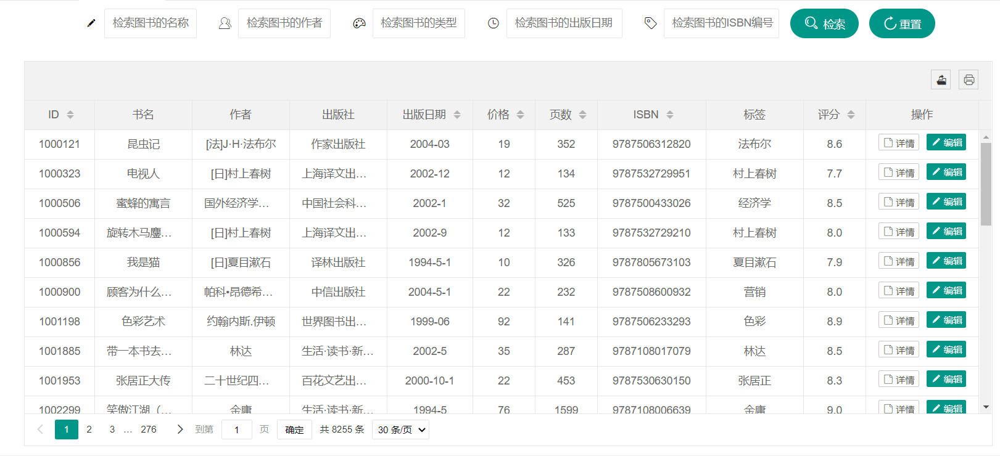 检索图书的名称 检索图书的作者 检索图书的类型 检索图书的出版日期 检索图书的ISBN编号 检索 重置
ID 书名 作者 出版社 出版日期 价格 页数 ISBN 标签 评分 操作
1000121 昆虫记 [法]J·H·法布尔 作家出版社 2004-03 19 352 9787506312820 法布尔 8.6 详情 编辑
1000323 电视人 [日]村上春树 上海译文出... 2002-12 12 134 9787532729951 村上春树 7.7 详情 编辑
1000506 蜜蜂的寓言 国外经济学... 中国社会科... 2002-1 32 525 9787500433026 经济学 8.5 详情 编辑
1000594 旋转木马鏖... [日]村上春树 上海译文出... 2002-9 12 133 9787532729210 村上春树 8.0 详情 编辑
1000856 我是猫 [日]夏目漱石 译林出版社 1994-5-1 10 326 9787805673103 夏目漱石 7.9 详情 编辑
1000900 顾客为什么... 帕科•昂德希... 中信出版社 2004-5-1 22 232 9787508600932 营销 8.0 详情 编辑
1001198 色彩艺术 约翰内斯.伊顿 世界图书出... 1999-06 92 141 9787506233293 色彩 8.9 详情 编辑
1001885 带一本书去... 林达 生活·读书·新... 2002-5 35 287 9787108017079 林达 8.5 详情 编辑
1001953 张居正大传 二十世纪四... 百花文艺出... 2000-10-1 22 453 9787530630150 张居正 8.3 详情 编辑
1002299 笑傲江湖（... 金庸 生活·读书·新... 1994-5 76 1599 9787108006639 金庸 9.0 详情 编辑
1 2 3 ... 276 到第 1 页 确定 共 8255 条 30 条/页